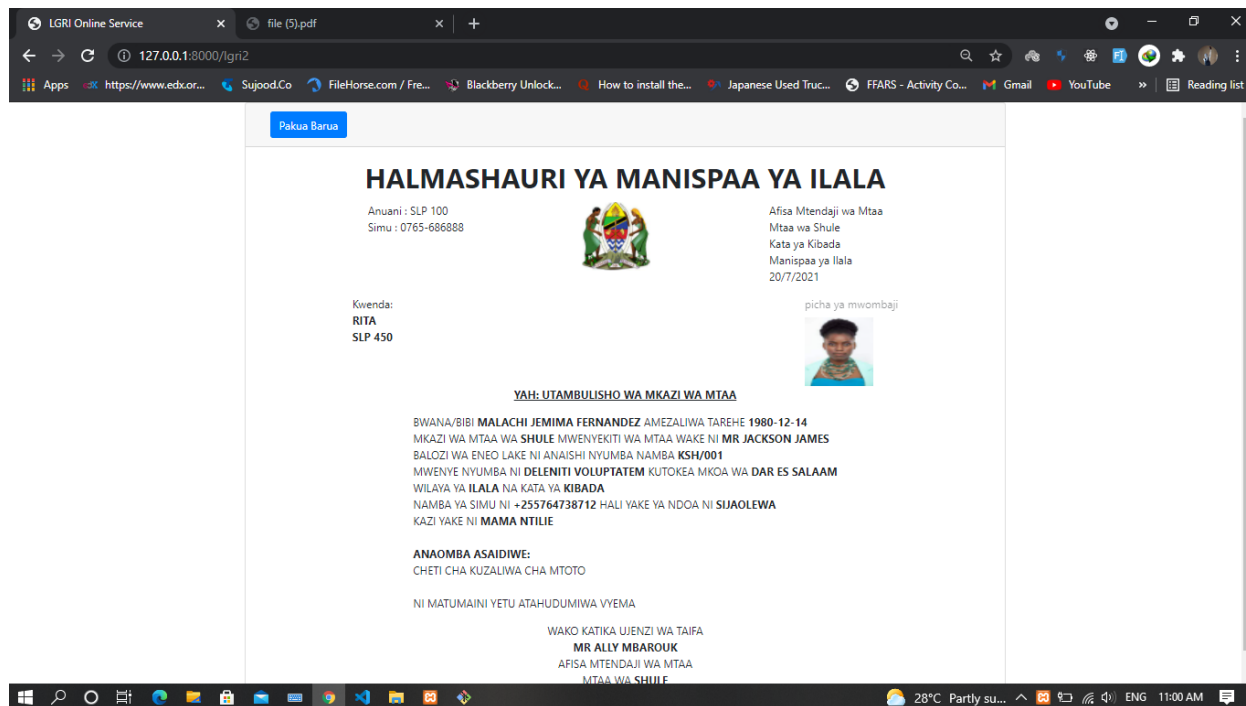 LGRI Online Service
file (5).pdf
127.0.0.1:8000/lgri2
Apps
https://www.edx.or...
Sujood.Co
FileHorse.com / Fre...
Blackberry Unlock...
How to install the...
Japanese Used Truc...
FFARS - Activity Co...
Gmail
YouTube
»
Reading list
Pakua Barua
HALMASHAURI YA MANISPAA YA ILALA
Anuani : SLP 100
Simu : 0765-686888
Afisa Mtendaji wa Mtaa
Mtaa wa Shule
Kata ya Kibada
Manispaa ya Ilala
20/7/2021
Kwenda:
RITA
SLP 450
picha ya mwombaji
YAH: UTAMBULISHO WA MKAZI WA MTAA
BWANA/BIBI MALACHI JEMIMA FERNANDEZ AMEZALIWA TAREHE 1980-12-14
MKAZI WA MTAA WA SHULE MWENYEKITI WA MTAA WAKE NI MR JACKSON JAMES
BALOZI WA ENEO LAKE NI ANAISHI NYUMBA NAMBA KSH/001
MWENYE NYUMBA NI DELENITI VOLUPTATEM KUTOKEA MKOA WA DAR ES SALAAM
WILAYA YA ILALA NA KATA YA KIBADA
NAMBA YA SIMU NI +255764738712 HALI YAKE YA NDOA NI SIJAOLEWA
KAZI YAKE NI MAMA NTILIE
ANAOMBA ASAIDIWE:
CHETI CHA KUZALIWA CHA MTOTO
NI MATUMAINI YETU ATAHUDUMIWA VYEMA
WAKO KATIKA UJENZI WA TAIFA
MR ALLY MBAROUK
AFISA MTENDAJI WA MTAA
MTAA WA SHULE
28°C Partly su...
ENG
11:00 AM